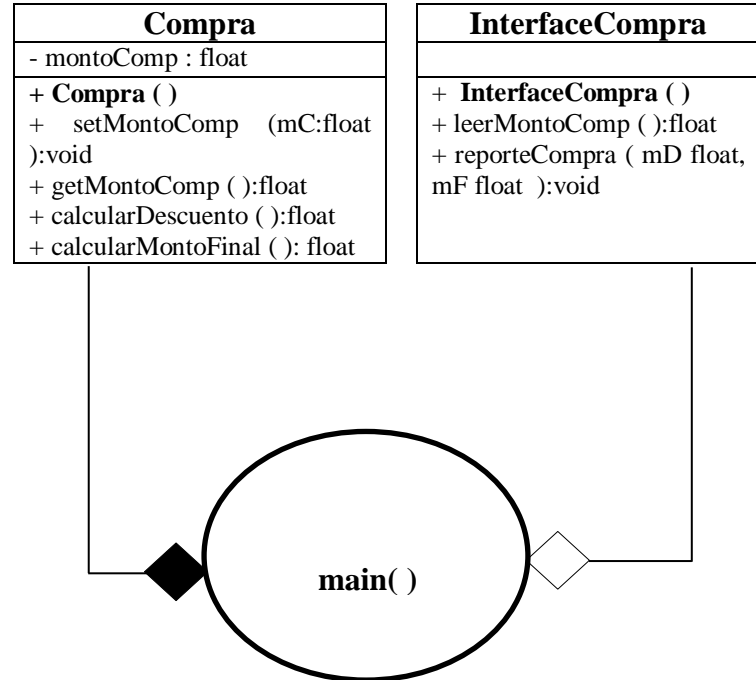 Compra
- montoComp : float
+ Compra ( )
+ setMontoComp (mC:float
):void
+ getMontoComp ( ):float
+ calcularDescuento ( ):float
+ calcularMontoFinal ( ): float
InterfaceCompra
+ InterfaceCompra ( )
+ leerMontoComp ( ):float
+ reporteCompra ( mD float,
mF float ):void
main( )